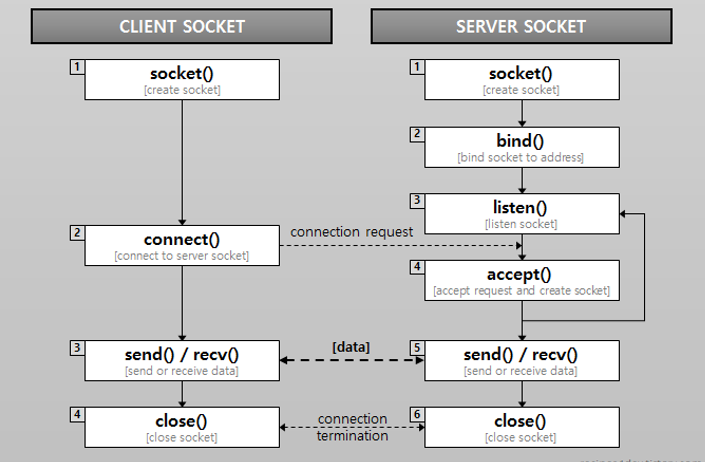 CLIENT SOCKET
SERVER SOCKET
1
socket()
[create socket]
1
socket()
[create socket]
2
bind()
[bind socket to address]
3
listen()
[listen socket]
2
connect()
[connect to server socket]
connection request
4
accept()
[accept request and create socket]
3
send() / recv()
[send or receive data]
[data]
5
send() / recv()
[send or receive data]
4
close()
[close socket]
connection
termination
6
close()
[close socket]